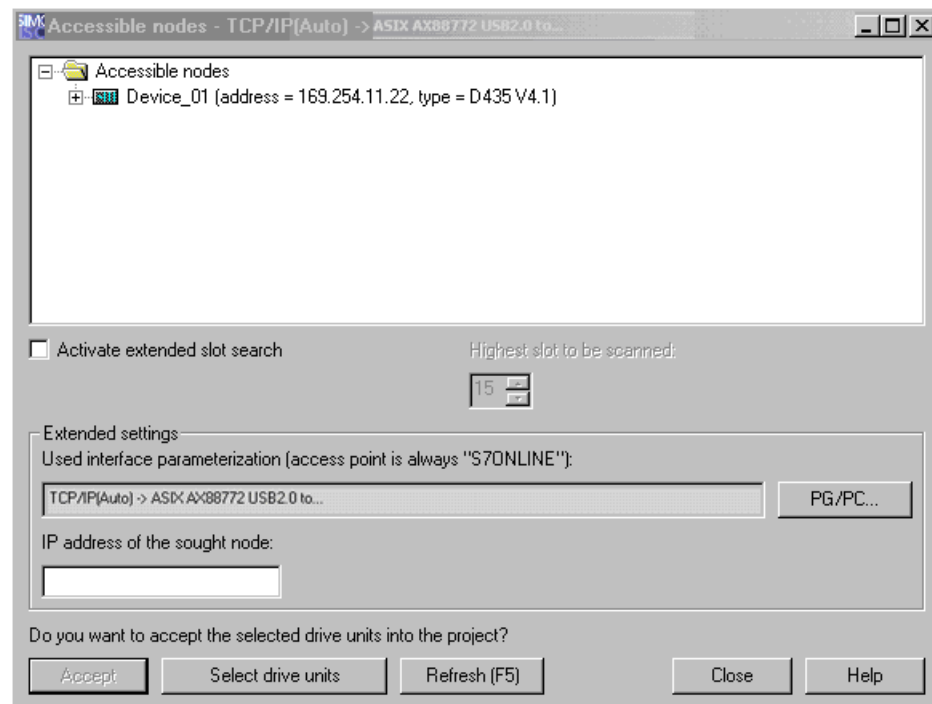 SIM
SC
Accessible nodes - TCP/IP(Auto) -> ASIX AX88772 USB2.0 to...
Accessible nodes
Device_01 (address = 169.254.11.22, type = D435 V4.1)
Activate extended slot search
Highest slot to be scanned:
15
Extended settings
Used interface parameterization (access point is always "S7ONLINE"):
TCP/IP(Auto) -> ASIX AX88772 USB2.0 to...
PG/PC...
IP address of the sought node:
Do you want to accept the selected drive units into the project?
Accept Select drive units Refresh (F5) Close Help